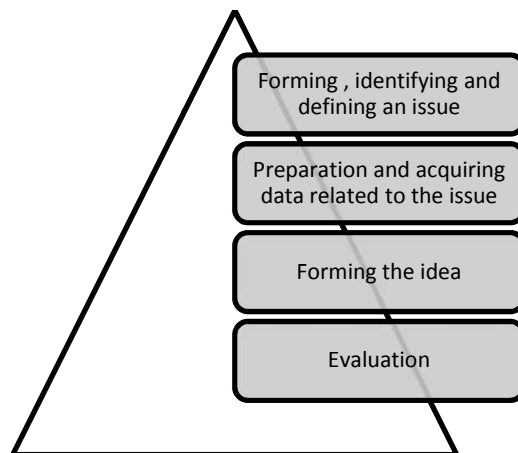 Forming , identifying and
defining an issue
Preparation and acquiring
data related to the issue
Forming the idea
Evaluation